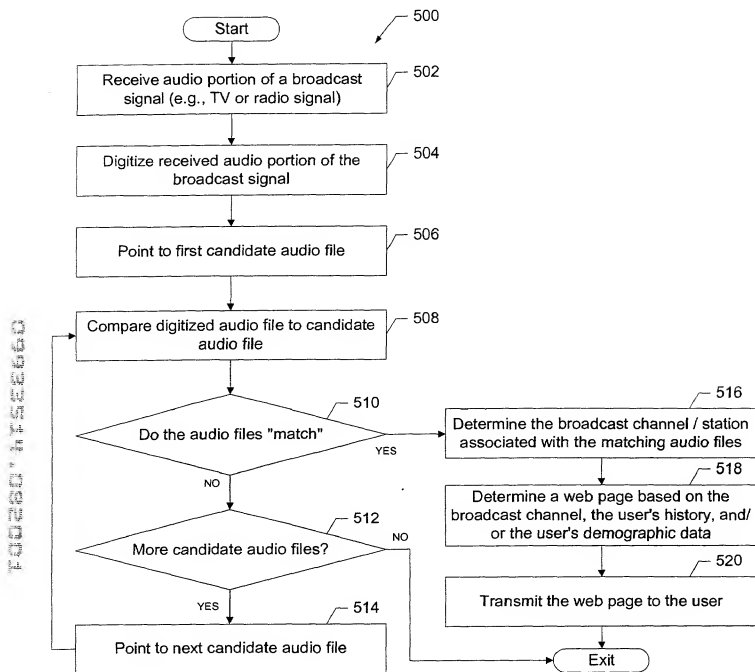 Start
500
Receive audio portion of a broadcast
signal (e.g., TV or radio signal)
502
Digitize received audio portion of the
broadcast signal
504
Point to first candidate audio file
506
Compare digitized audio file to candidate
audio file
508
Do the audio files "match"
510
YES
NO
516
Determine the broadcast channel / station
associated with the matching audio files
518
Determine a web page based on the
broadcast channel, the user's history, and/
or the user's demographic data
520
Transmit the web page to the user
More candidate audio files?
512
NO
YES
514
Point to next candidate audio file
Exit